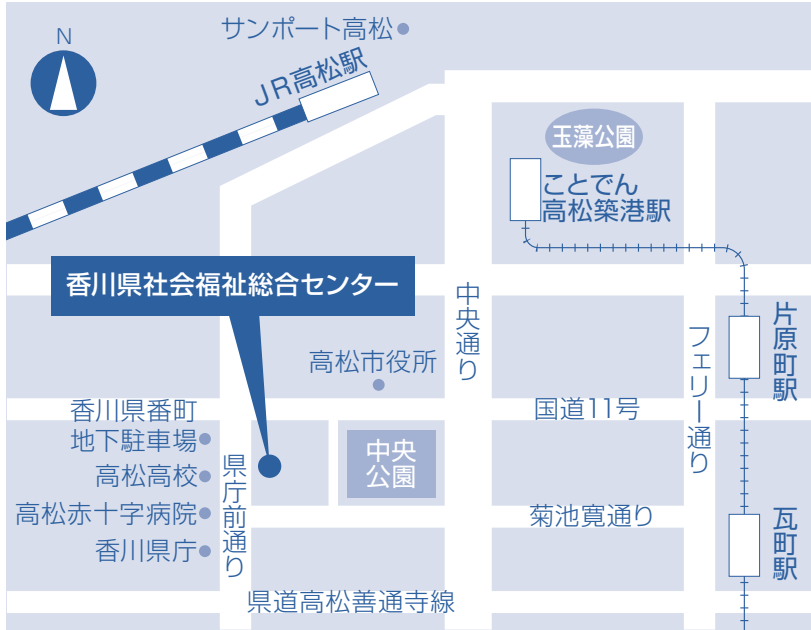 サンポート高松
N
JR高松駅
玉藻公園
ことでん
高松築港駅
香川県社会福祉総合センター
中央通り
フェリー通り
片原町駅
高松市役所
香川県番町
地下駐車場
国道11号
高松高校
県庁前通り
中央
公園
高松赤十字病院
菊池寛通り
瓦町駅
香川県庁
県道高松善通寺線